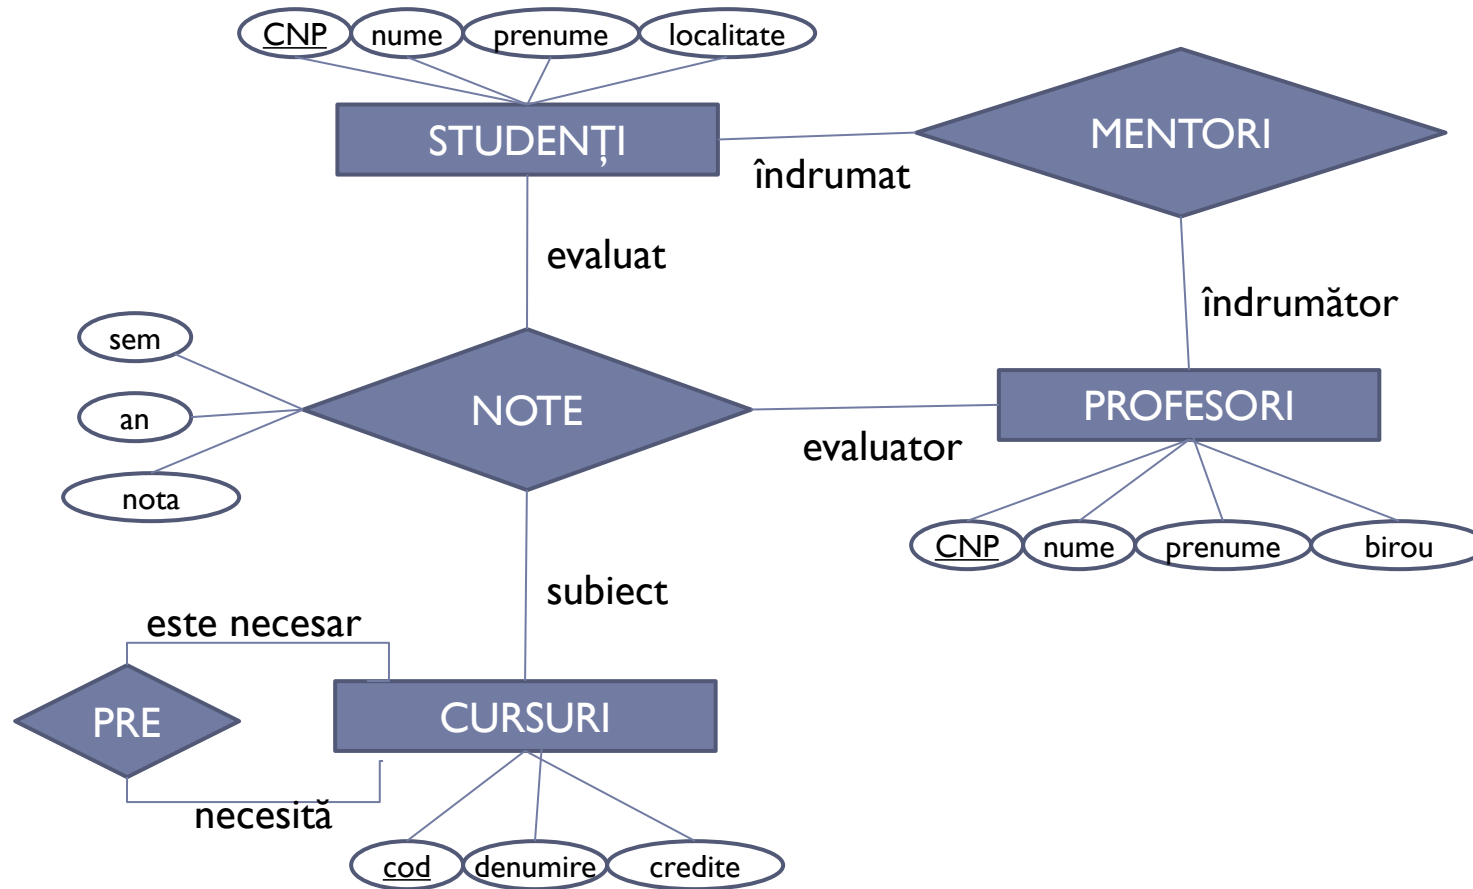 CNP
nume
prenume
localitate
STUDENȚI
MENTORI
îndrumat
evaluat
îndrumător
sem
an
nota
NOTE
PROFESORI
evaluator
CNP
nume
prenume
birou
subiect
este necesar
PRE
CURSURI
necesită
cod
denumire
credite